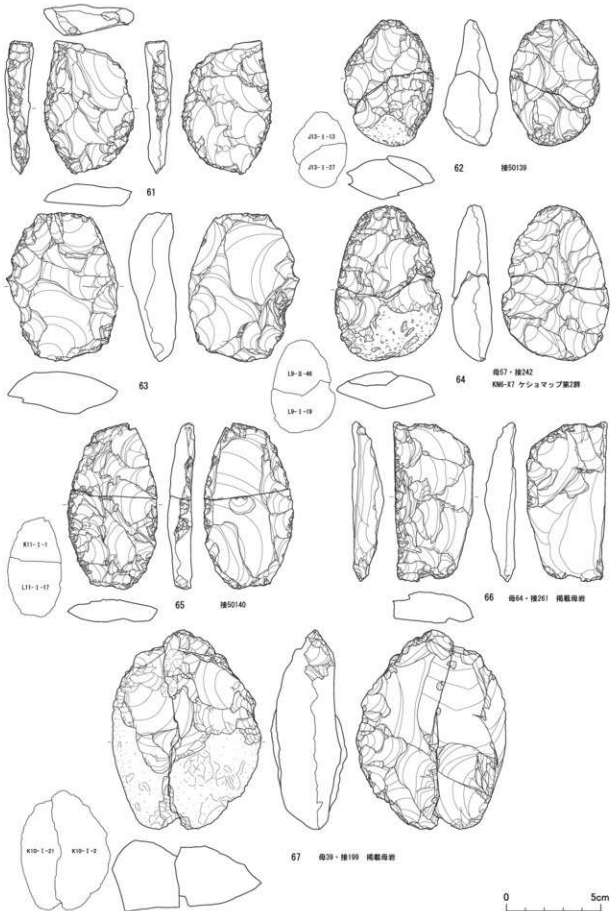 61
J13-Ⅰ-13
J13-Ⅰ-27
62 接50139
63
L9-Ⅱ-46
L9-Ⅰ-19
64 母57・接242
KN6-X7 ケショマップ第2群
K11-Ⅰ-1
L11-Ⅰ-17
65 接50140
66 母64・接261 掲載母岩
K10-Ⅰ-21
K10-Ⅰ-2
67 母39・接199 掲載母岩
0 5cm